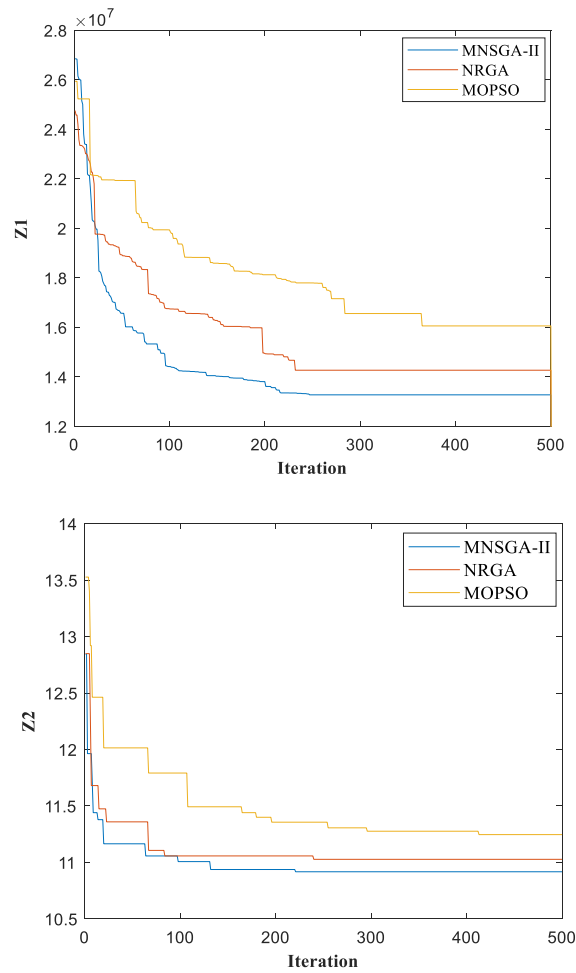 ×10⁷
2.8
2.6
2.4
2.2
2
1.8
1.6
1.4
1.2
Z1
MNSGA-II
NRGA
MOPSO
0 100 200 300 400 500
Iteration
14
13.5
13
12.5
12
11.5
11
10.5
Z2
MNSGA-II
NRGA
MOPSO
0 100 200 300 400 500
Iteration